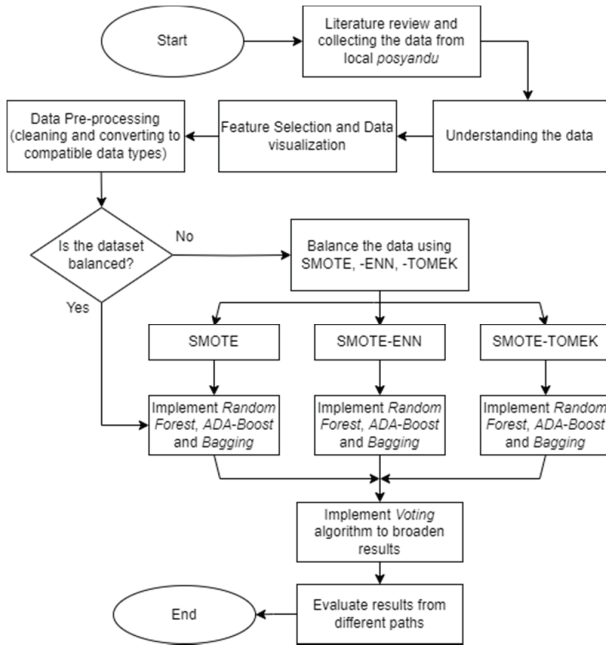 Start
Literature review and
collecting the data from
local posyandu
Understanding the data
Feature Selection and Data
visualization
Data Pre-processing
(cleaning and converting to
compatible data types)
Is the dataset
balanced?
No
Yes
Balance the data using
SMOTE, -ENN, -TOMEK
SMOTE
SMOTE-ENN
SMOTE-TOMEK
Implement Random
Forest, ADA-Boost
and Bagging
Implement Random
Forest, ADA-Boost
and Bagging
Implement Random
Forest, ADA-Boost
and Bagging
Implement Voting
algorithm to broaden
results
Evaluate results from
different paths
End